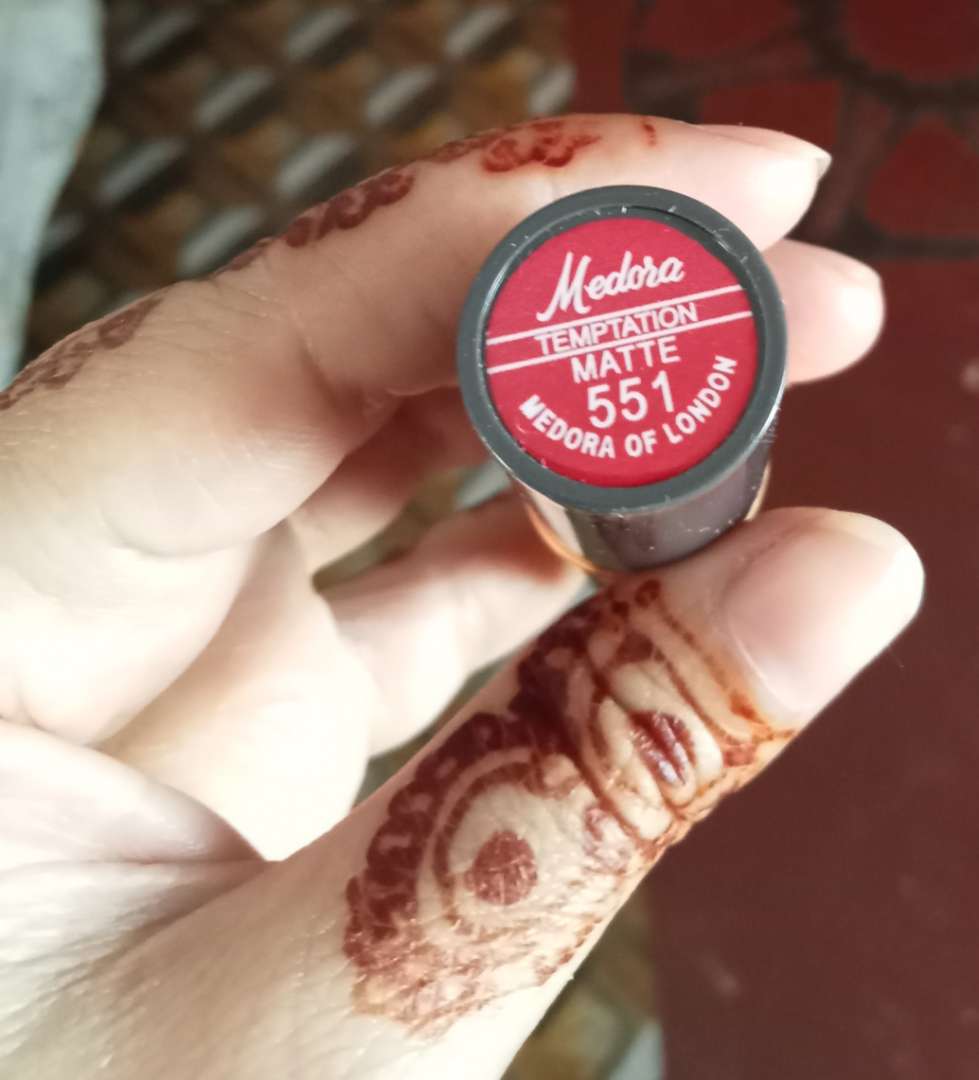 Medora
TEMPTATION
MATTE
551
MEDORA OF LONDON